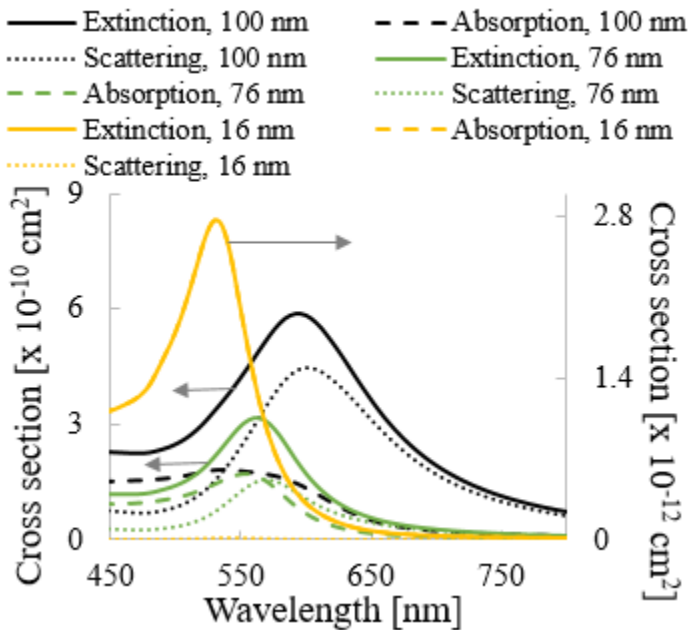 Extinction, 100 nm
Absorption, 100 nm
Scattering, 100 nm
Extinction, 76 nm
Absorption, 76 nm
Scattering, 76 nm
Extinction, 16 nm
Absorption, 16 nm
Scattering, 16 nm
Cross section [x 10⁻¹⁰ cm²]
9
6
3
0
2.8
1.4
0
Cross section [x 10⁻¹² cm²]
450 550 650 750
Wavelength [nm]